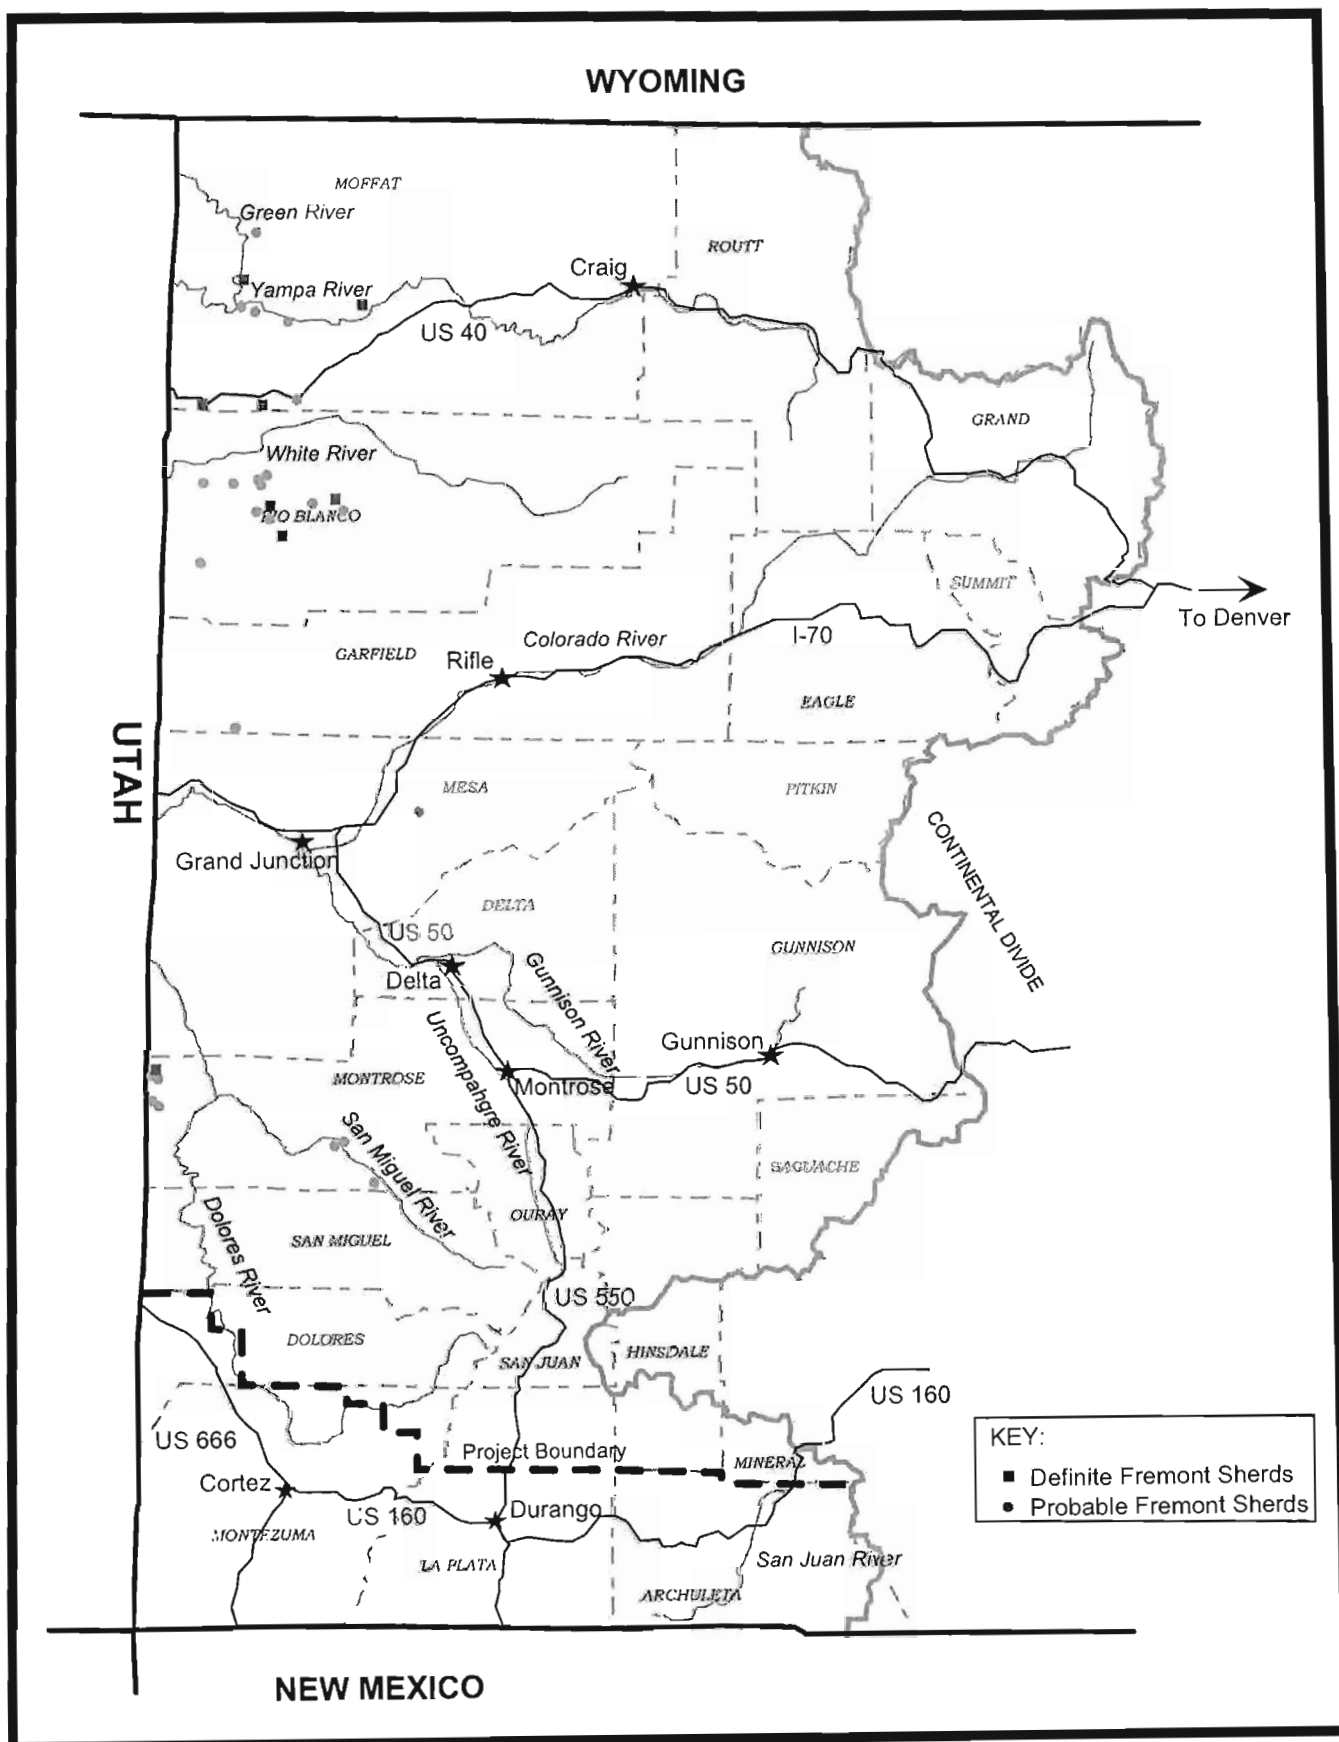 WYOMING
MOFFAT
Green River
ROUTT
Craig
Yampa River
US 40
GRAND
White River
RIO BLANCO
SUMMIT
To Denver
Colorado River
I-70
GARFIELD
Rifle
EAGLE
UTAH
MESA
PITKIN
CONTINENTAL DIVIDE
Grand Junction
DELTA
US 50
GUNNISON
Delta
Gunnison River
Uncompahgre River
Gunnison
MONTROSE
Montrose
US 50
San Miguel River
SAGUACHE
Dolores River
OURAY
SAN MIGUEL
US 550
DOLORES
SAN JUAN
HINSDALE
US 160
US 666
Project Boundary
MINERAL
KEY:
Definite Fremont Sherds
Probable Fremont Sherds
Cortez
US 160
Durango
MONTEZUMA
LA PLATA
San Juan River
ARCHULETA
NEW MEXICO